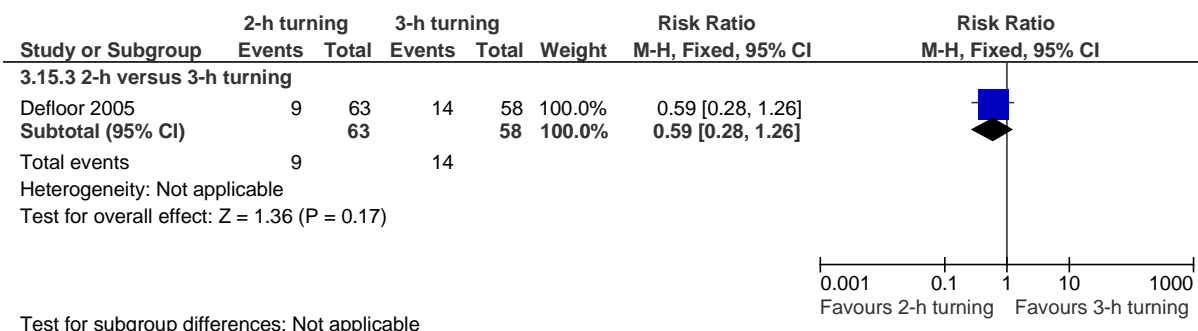 2-h turning 3-h turning Risk Ratio Risk Ratio
Study or Subgroup Events Total Events Total Weight M-H, Fixed, 95% CI M-H, Fixed, 95% CI
3.15.3 2-h versus 3-h turning
Defloor 2005 9 63 14 58 100.0% 0.59 [0.28, 1.26]
Subtotal (95% CI) 63 58 100.0% 0.59 [0.28, 1.26]
Total events 9 14
Heterogeneity: Not applicable
Test for overall effect: Z = 1.36 (P = 0.17)
0.001 0.1 1 10 1000
Favours 2-h turning Favours 3-h turning
Test for subgroup differences: Not applicable